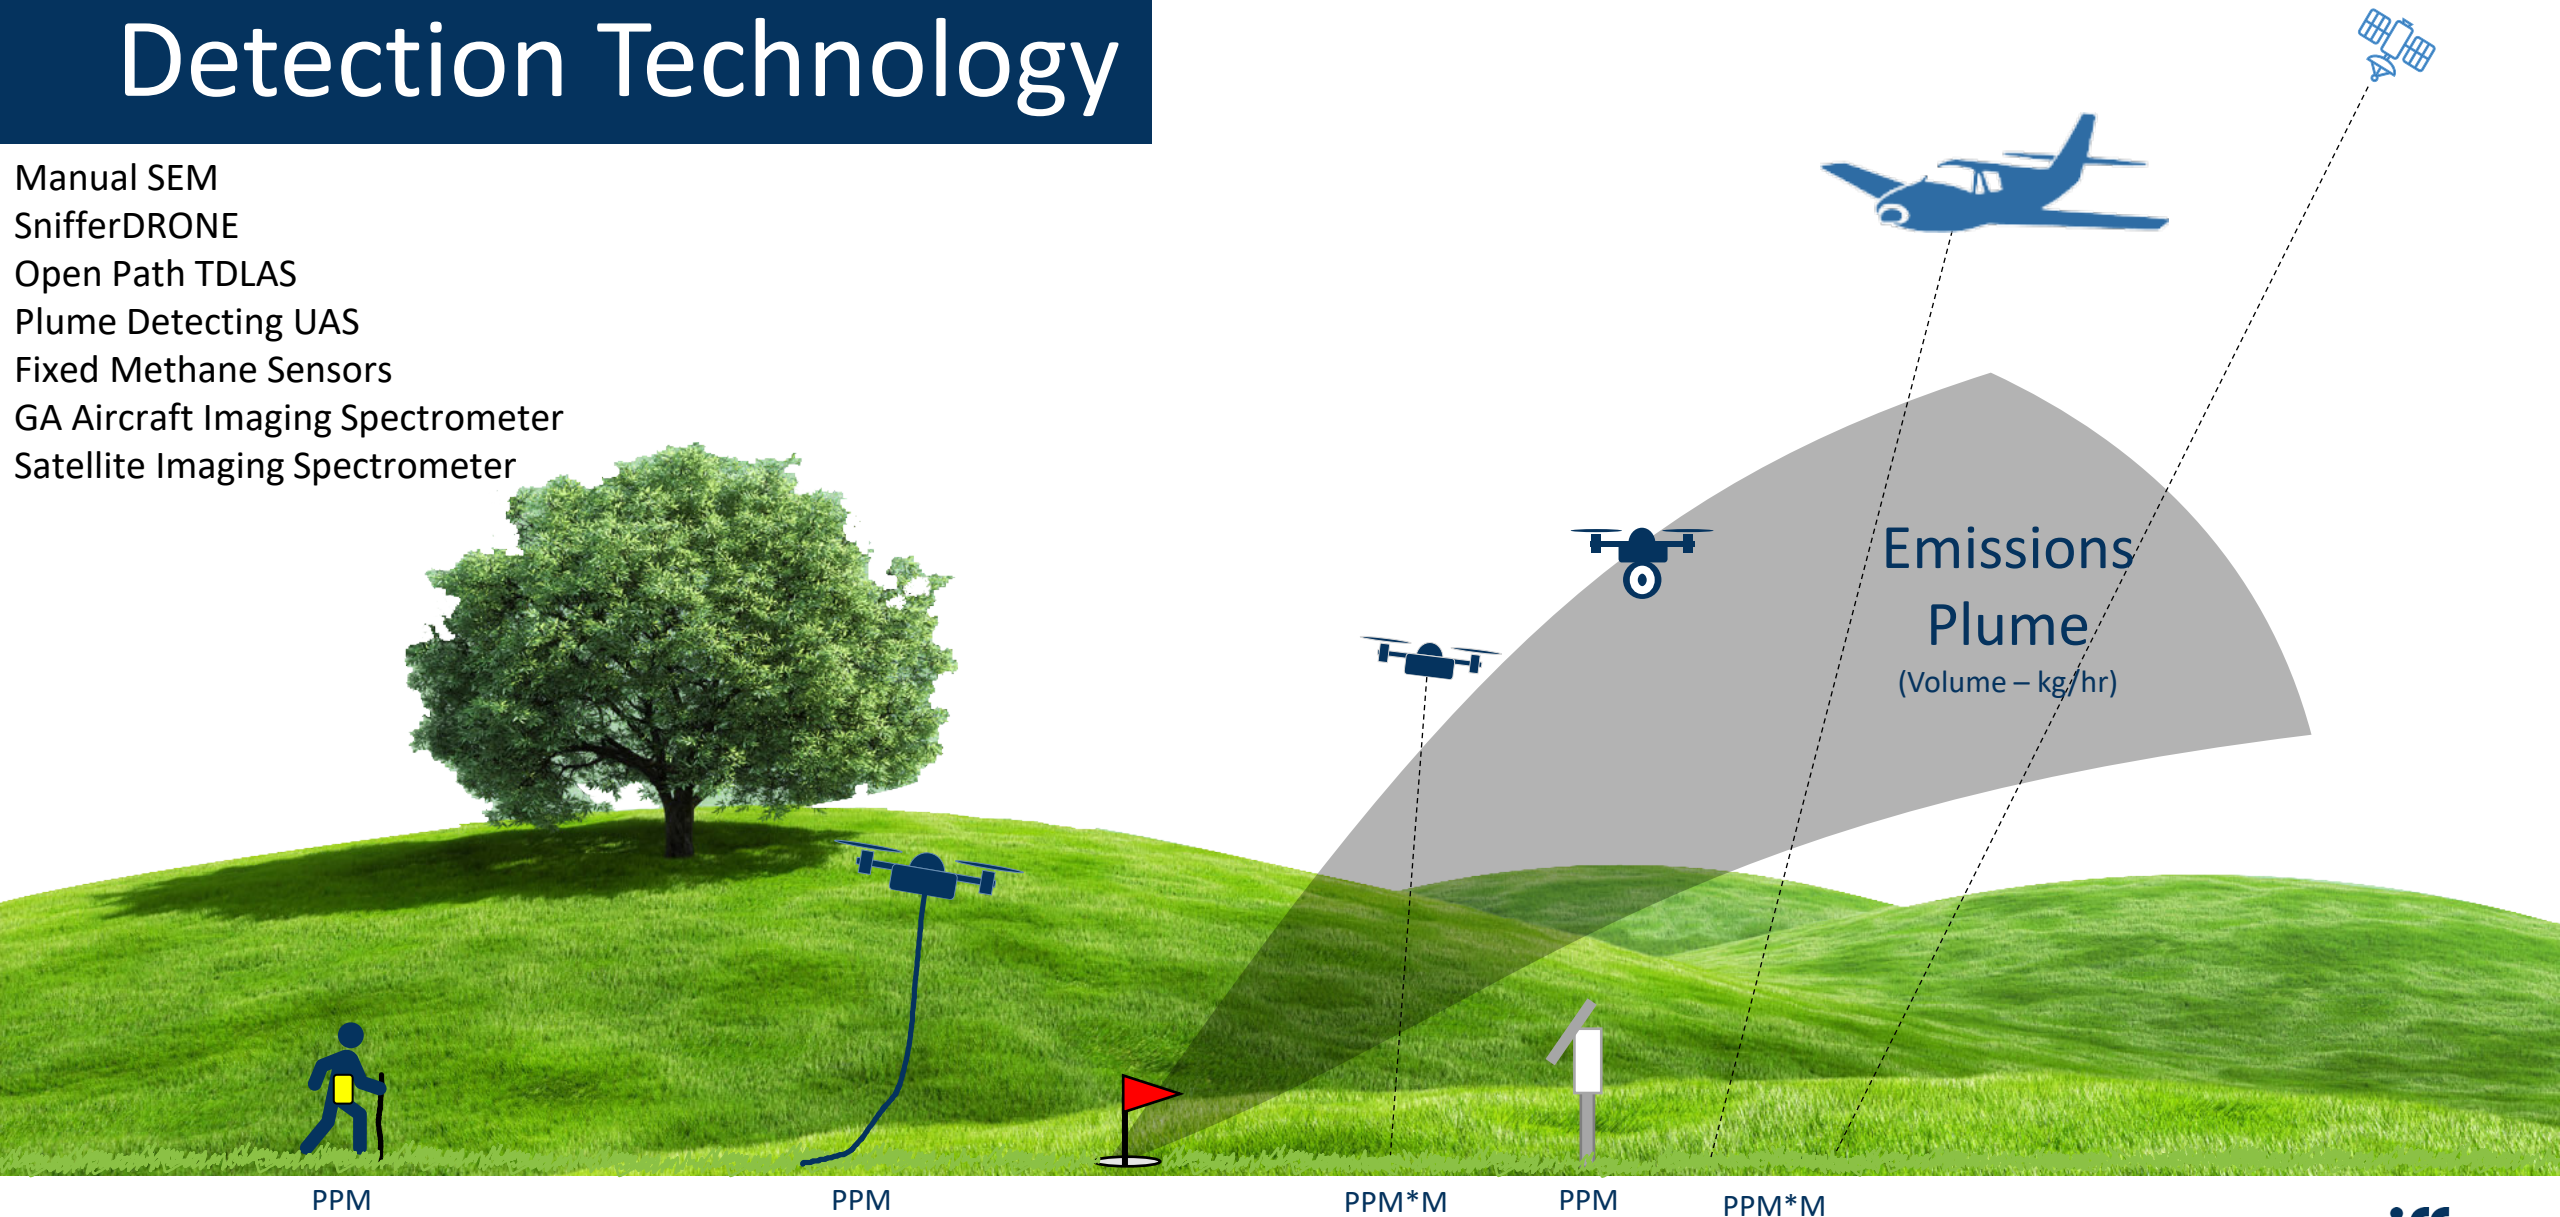 Detection Technology
Manual SEM
SnifferDRONE
Open Path TDLAS
Plume Detecting UAS
Fixed Methane Sensors
GA Aircraft Imaging Spectrometer
Satellite Imaging Spectrometer
Emissions
Plume
(Volume – kg/hr)
PPM
PPM
PPM*M
PPM
PPM*M